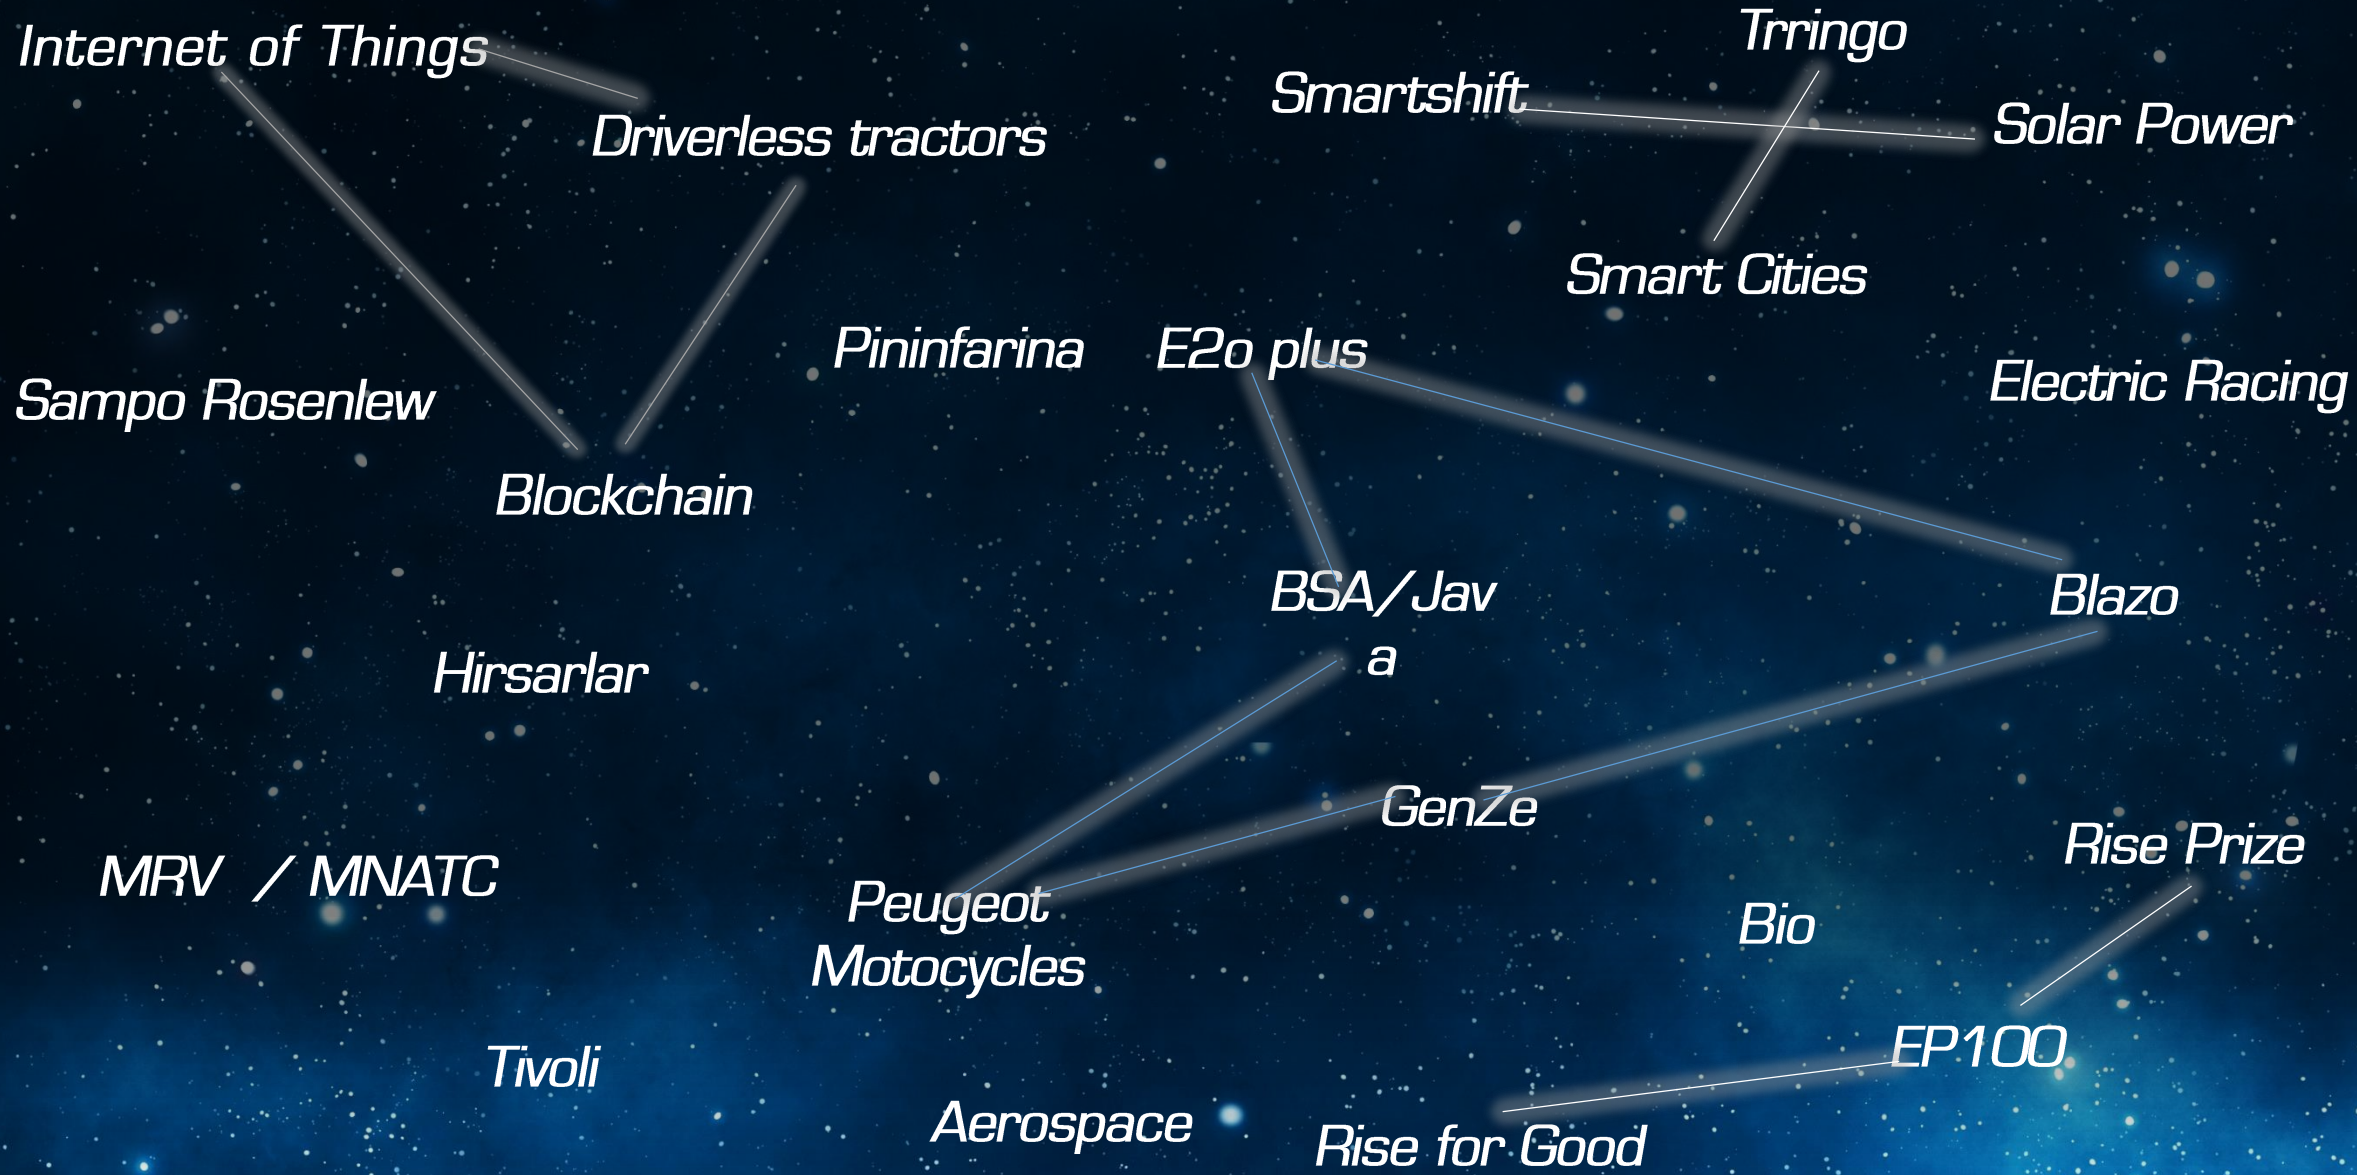 Internet of Things
Trringo
Smartshift
Driverless tractors
Solar Power
Smart Cities
Pininfarina
E2o plus
Electric Racing
Sampo Rosenlew
Blockchain
BSA/Jav
a
Blazo
Hirsarlar
GenZe
Rise Prize
MRV / MNATC
Peugeot
Motocycles
Bio
EP100
Tivoli
Aerospace
Rise for Good